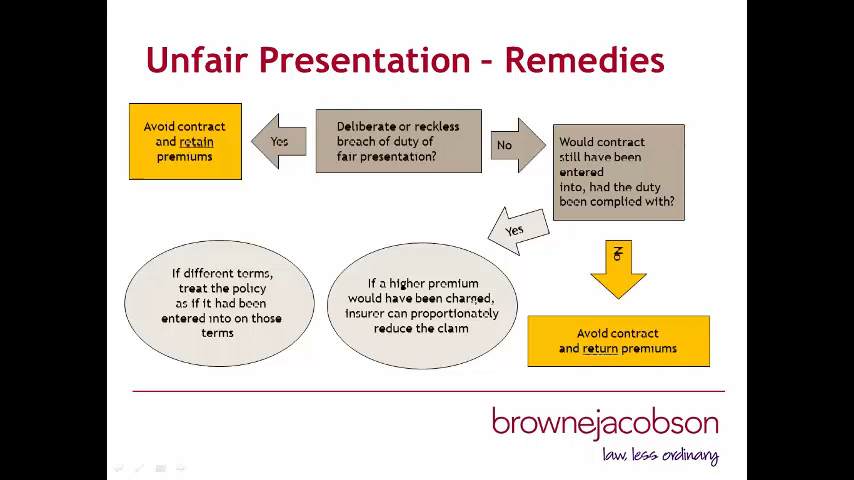 Unfair Presentation - Remedies
Avoid contract
and retain
premiums
Yes
Deliberate or reckless
breach of duty of
fair presentation?
No
Would contract
still have been
entered
into, had the duty
been complied with?
Yes
No
If different terms,
treat the policy
as if it had been
entered into on those
terms
If a higher premium
would have been charged,
insurer can proportionately
reduce the claim
Avoid contract
and return premiums
brownejacobson
law, less ordinary